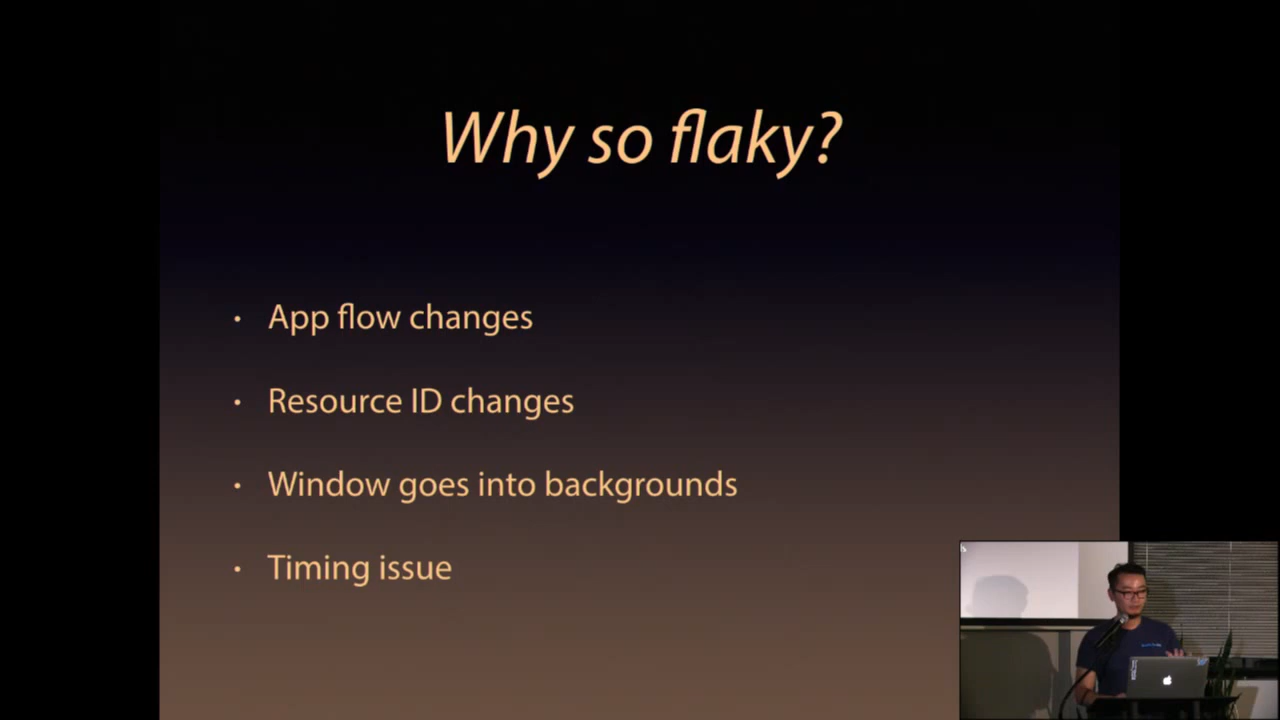 Why so flaky?
• App flow changes
• Resource ID changes
• Window goes into backgrounds
• Timing issue